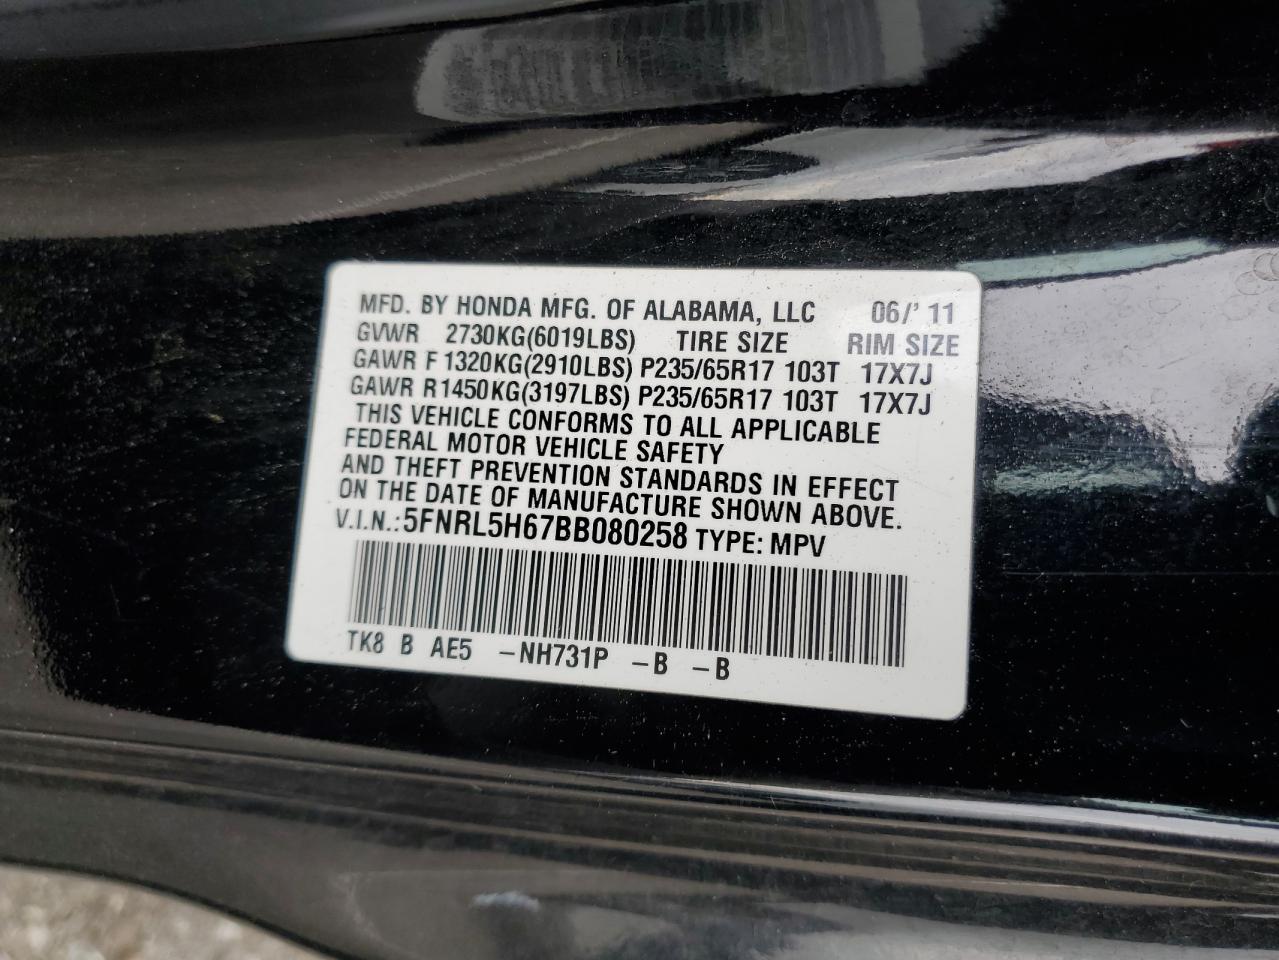 MFD. BY HONDA MFG. OF ALABAMA, LLC 06/'11
GVWR 2730KG(6019LBS) TIRE SIZE RIM SIZE
GAWR F 1320KG(2910LBS) P235/65R17 103T 17X7J
GAWR R 1450KG(3197LBS) P235/65R17 103T 17X7J
THIS VEHICLE CONFORMS TO ALL APPLICABLE
FEDERAL MOTOR VEHICLE SAFETY
AND THEFT PREVENTION STANDARDS IN EFFECT
ON THE DATE OF MANUFACTURE SHOWN ABOVE.
V.I.N.: 5FNRL5H67BB080258 TYPE: MPV
TK8 B AE5 -NH731P -B -B